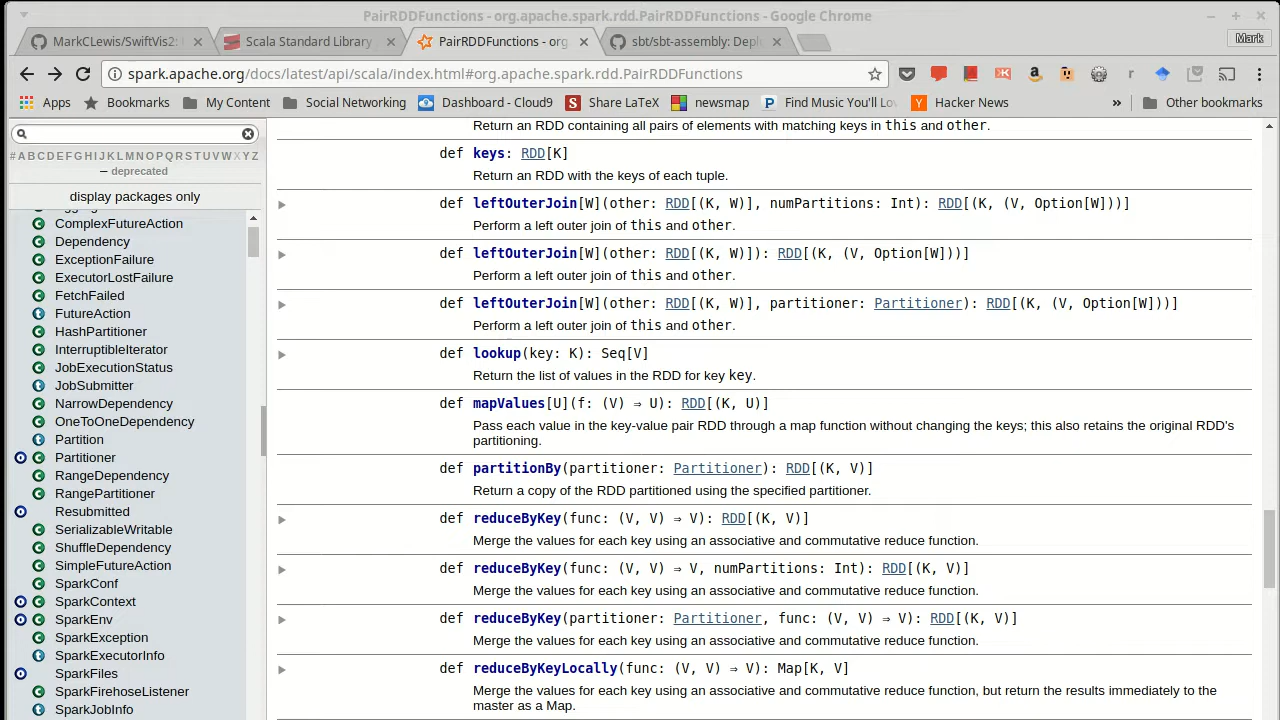 PairRDDFunctions - org.apache.spark.rdd.PairRDDFunctions - Google Chrome
MarkCLewis/SwiftVis2:
Scala Standard Library
PairRDDFunctions - org
sbt/sbt-assembly: Depl
Mark
spark.apache.org/docs/latest/api/scala/index.html#org.apache.spark.rdd.PairRDDFunctions
Apps Bookmarks My Content Social Networking Dashboard - Cloud9 Share LaTeX newsmap Find Music You'll Lo Hacker News » Other bookmarks
#ABCDEFGHIJKLMNOPQRSTUVWXYZ
– deprecated
display packages only
ComplexFutureAction
Dependency
ExceptionFailure
ExecutorLostFailure
FetchFailed
FutureAction
HashPartitioner
InterruptibleIterator
JobExecutionStatus
JobSubmitter
NarrowDependency
OneToOneDependency
Partition
Partitioner
RangeDependency
RangePartitioner
Resubmitted
SerializableWritable
ShuffleDependency
SimpleFutureAction
SparkConf
SparkContext
SparkEnv
SparkException
SparkExecutorInfo
SparkFiles
SparkFirehoseListener
SparkJobInfo
Return an RDD containing all pairs of elements with matching keys in this and other.
def keys: RDD[K]
Return an RDD with the keys of each tuple.
def leftOuterJoin[W](other: RDD[(K, W)], numPartitions: Int): RDD[(K, (V, Option[W]))]
Perform a left outer join of this and other.
def leftOuterJoin[W](other: RDD[(K, W)]): RDD[(K, (V, Option[W]))]
Perform a left outer join of this and other.
def leftOuterJoin[W](other: RDD[(K, W)], partitioner: Partitioner): RDD[(K, (V, Option[W]))]
Perform a left outer join of this and other.
def lookup(key: K): Seq[V]
Return the list of values in the RDD for key key.
def mapValues[U](f: (V) ⇒ U): RDD[(K, U)]
Pass each value in the key-value pair RDD through a map function without changing the keys; this also retains the original RDD's
partitioning.
def partitionBy(partitioner: Partitioner): RDD[(K, V)]
Return a copy of the RDD partitioned using the specified partitioner.
def reduceByKey(func: (V, V) ⇒ V): RDD[(K, V)]
Merge the values for each key using an associative and commutative reduce function.
def reduceByKey(func: (V, V) ⇒ V, numPartitions: Int): RDD[(K, V)]
Merge the values for each key using an associative and commutative reduce function.
def reduceByKey(partitioner: Partitioner, func: (V, V) ⇒ V): RDD[(K, V)]
Merge the values for each key using an associative and commutative reduce function.
def reduceByKeyLocally(func: (V, V) ⇒ V): Map[K, V]
Merge the values for each key using an associative and commutative reduce function, but return the results immediately to the
master as a Map.